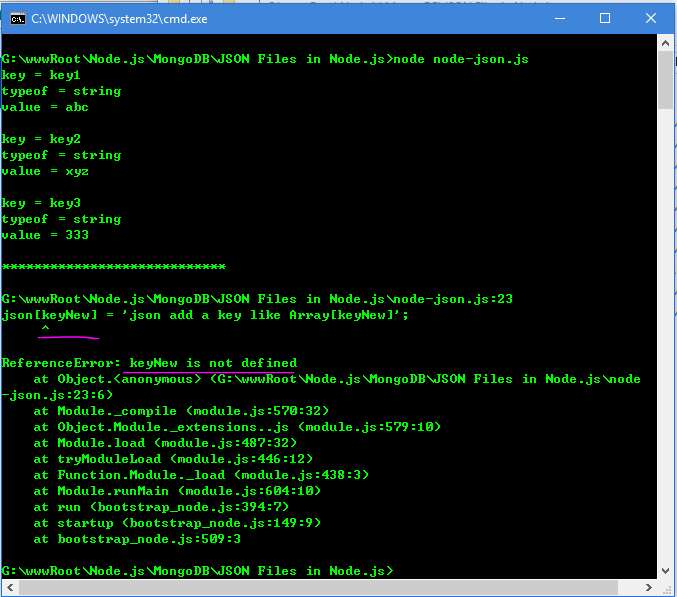 C:\WINDOWS\system32\cmd.exe
G:\wwwRoot\Node.js\MongoDB\JSON Files in Node.js>node node-json.js
key = key1
typeof = string
value = abc
key = key2
typeof = string
value = xyz
key = key3
typeof = string
value = 333
****************************
G:\wwwRoot\Node.js\MongoDB\JSON Files in Node.js\node-json.js:23
json[keyNew] = 'json add a key like Array[keyNew]';
^
ReferenceError: keyNew is not defined
at Object.<anonymous> (G:\wwwRoot\Node.js\MongoDB\JSON Files in Node.js\node
-json.js:23:6)
at Module._compile (module.js:570:32)
at Object.Module._extensions..js (module.js:579:10)
at Module.load (module.js:487:32)
at tryModuleLoad (module.js:446:12)
at Function.Module._load (module.js:438:3)
at Module.runMain (module.js:604:10)
at run (bootstrap_node.js:394:7)
at startup (bootstrap_node.js:149:9)
at bootstrap_node.js:509:3
G:\wwwRoot\Node.js\MongoDB\JSON Files in Node.js>